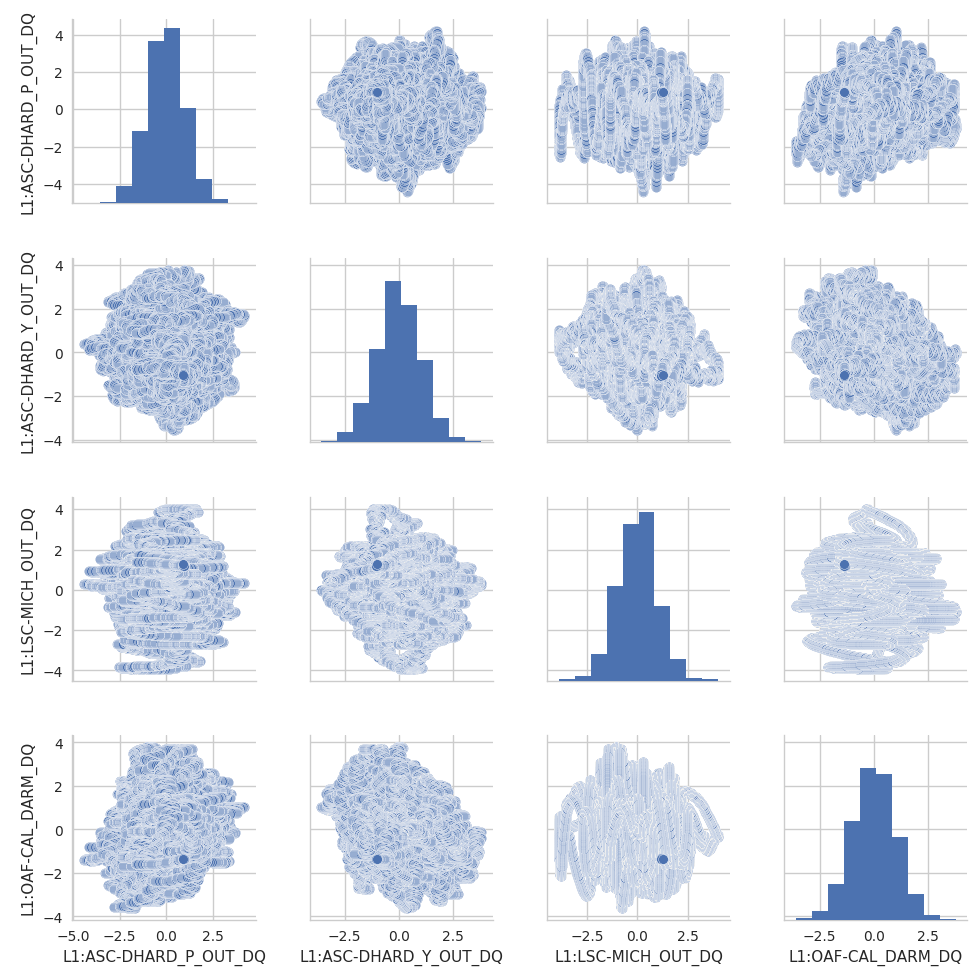 L1:ASC-DHARD_P_OUT_DQ
4
2
0
−2
−4
L1:ASC-DHARD_Y_OUT_DQ
4
2
0
−2
−4
L1:LSC-MICH_OUT_DQ
4
2
0
−2
−4
L1:OAF-CAL_DARM_DQ
4
2
0
−2
−4
−5.0 −2.5 0.0 2.5
−2.5 0.0 2.5
−2.5 0.0 2.5
−2.5 0.0 2.5
L1:ASC-DHARD_P_OUT_DQ
L1:ASC-DHARD_Y_OUT_DQ
L1:LSC-MICH_OUT_DQ
L1:OAF-CAL_DARM_DQ